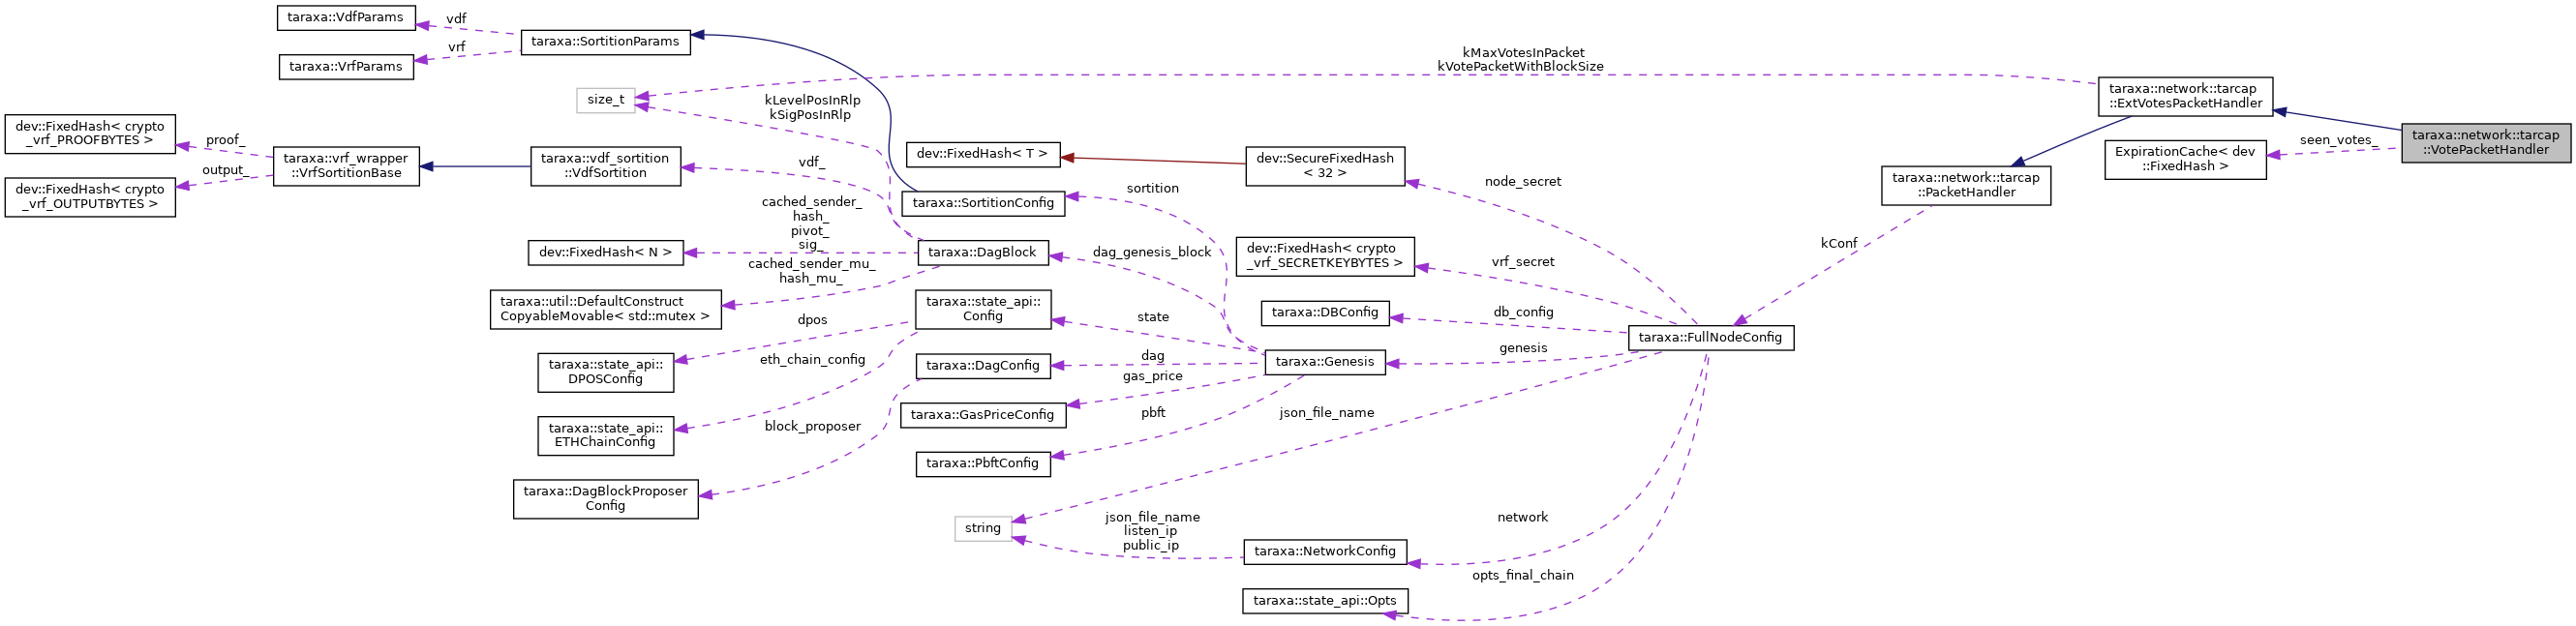 taraxa::VdfParams
vdf
taraxa::SortitionParams
vrf
taraxa::VrfParams
kMaxVotesInPacket
kVotePacketWithBlockSize
size_t
kLevelPosInRlp
kSigPosInRlp
taraxa::network::tarcap
::ExtVotesPacketHandler
taraxa::network::tarcap
::VotePacketHandler
seen_votes_
ExpirationCache< dev
::FixedHash >
dev::FixedHash< crypto
_vrf_PROOFBYTES >
proof_
dev::FixedHash< crypto
_vrf_OUTPUTBYTES >
output_
taraxa::vrf_wrapper
::VrfSortitionBase
taraxa::vdf_sortition
::VdfSortition
vdf_
dev::FixedHash< T >
dev::SecureFixedHash
< 32 >
node_secret
taraxa::network::tarcap
::PacketHandler
sortition
taraxa::SortitionConfig
cached_sender_
hash_
pivot_
sig_
dev::FixedHash< N >
taraxa::DagBlock
dag_genesis_block
dev::FixedHash< crypto
_vrf_SECRETKEYBYTES >
vrf_secret
kConf
cached_sender_mu_
hash_mu_
taraxa::util::DefaultConstruct
CopyableMovable< std::mutex >
taraxa::state_api::
Config
state
taraxa::DBConfig
db_config
taraxa::FullNodeConfig
dpos
taraxa::state_api::
DPOSConfig
eth_chain_config
taraxa::DagConfig
dag
taraxa::Genesis
genesis
gas_price
taraxa::GasPriceConfig
pbft
json_file_name
taraxa::state_api::
ETHChainConfig
block_proposer
taraxa::PbftConfig
taraxa::DagBlockProposer
Config
string
json_file_name
listen_ip
public_ip
taraxa::NetworkConfig
network
opts_final_chain
taraxa::state_api::Opts